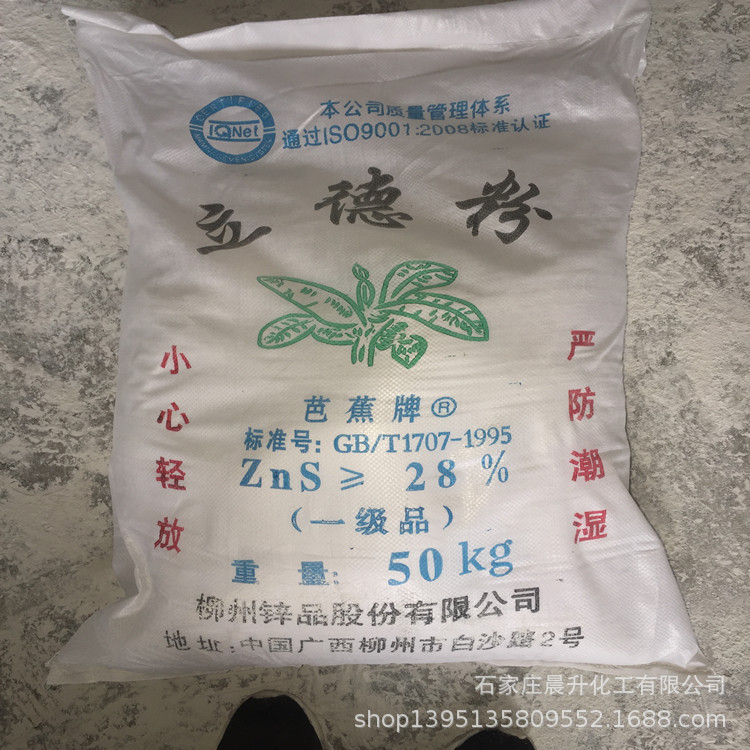 CERTIFIED
IQNet
本公司质量管理体系
通过ISO9001:2008标准认证
立德粉
小心轻放
严防潮湿
芭蕉牌®
标准号: GB/T1707-1995
ZnS ≥ 28 %
(一级品)
重量: 50kg
柳州锌品股份有限公司
地址:中国广西柳州市白沙路2号
石家庄晨升化工有限公司
shop1395135809552.1688.com